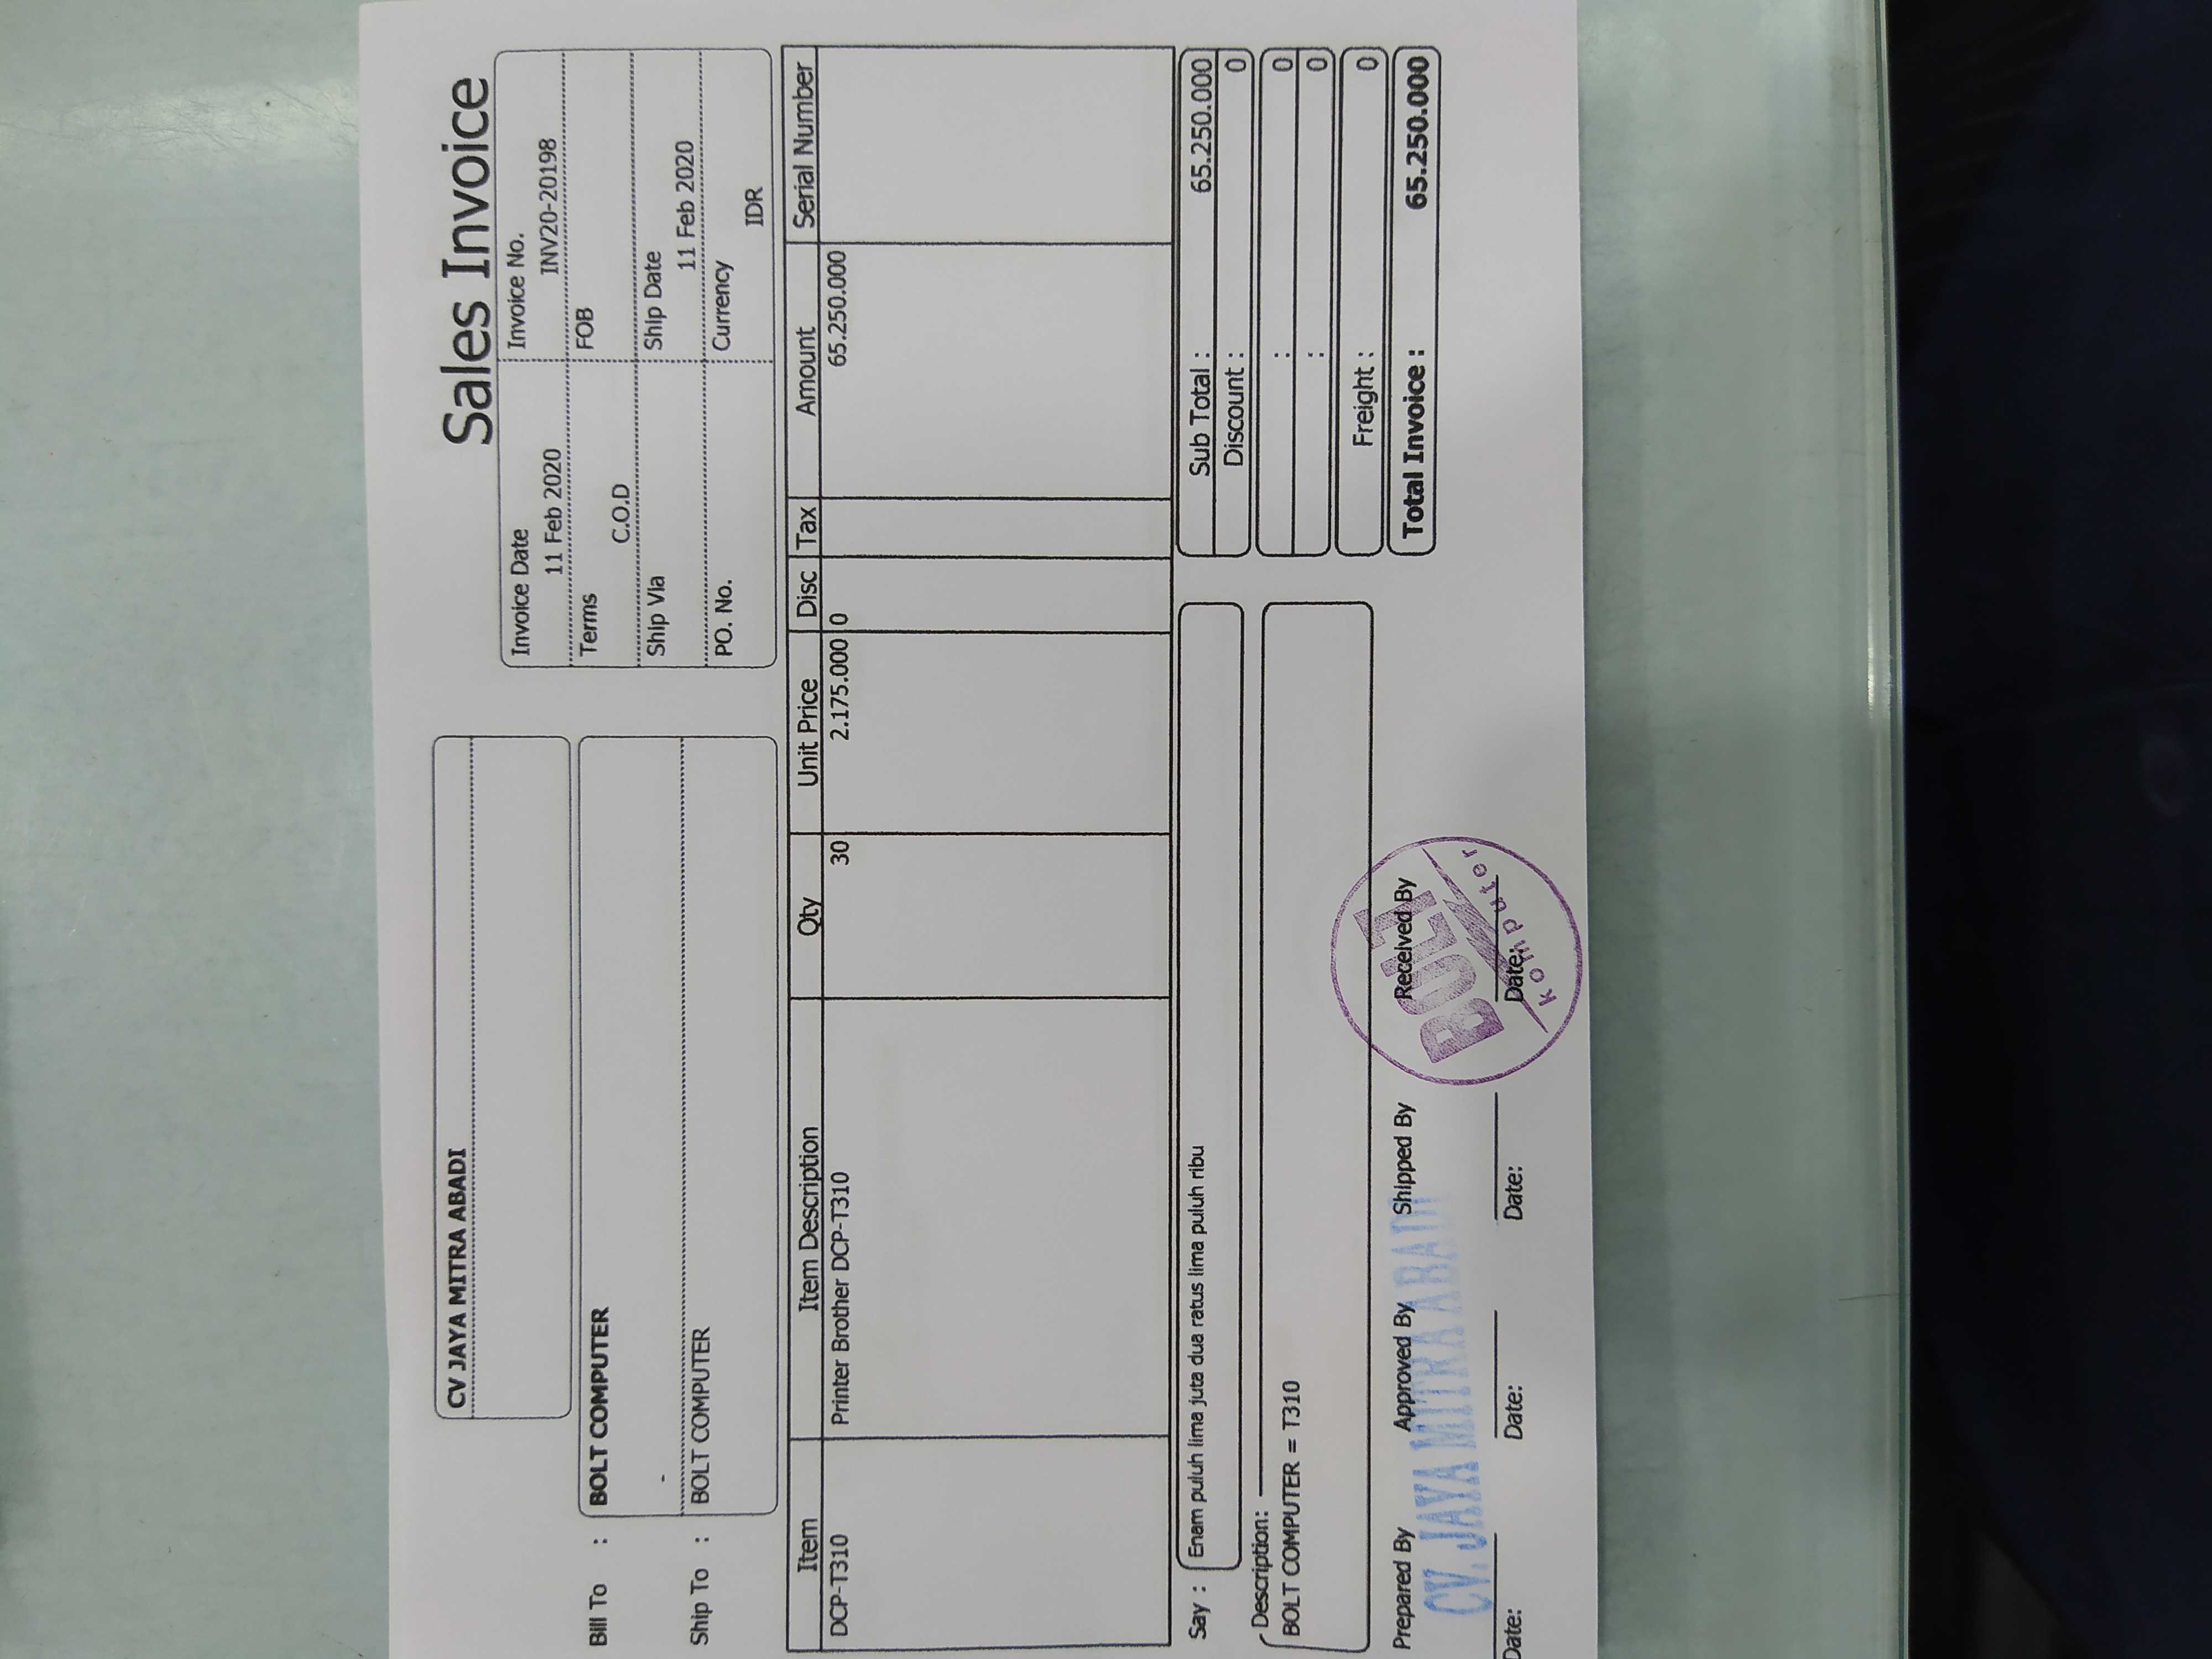 Sales Invoice
CV JAYA MITRA ABADI
Invoice Date
11 Feb 2020
Invoice No.
INV20-20198
Terms
C.O.D
FOB
Ship Via
Ship Date
11 Feb 2020
PO. No.
Currency
IDR
Bill To : BOLT COMPUTER
-
Ship To : BOLT COMPUTER
Item Item Description Qty Unit Price Disc Tax Amount Serial Number
DCP-T310 Printer Brother DCP-T310 30 2.175.000 0 65.250.000
Say : Enam puluh lima juta dua ratus lima puluh ribu
Sub Total : 65.250.000
Discount : 0
: 0
: 0
Freight : 0
Total Invoice : 65.250.000
Description:
BOLT COMPUTER = T310
Prepared By Approved By Shipped By Received By
CV. JAYA MITRA ABADI
BOLT
Komputer
Date: Date: Date: Date: